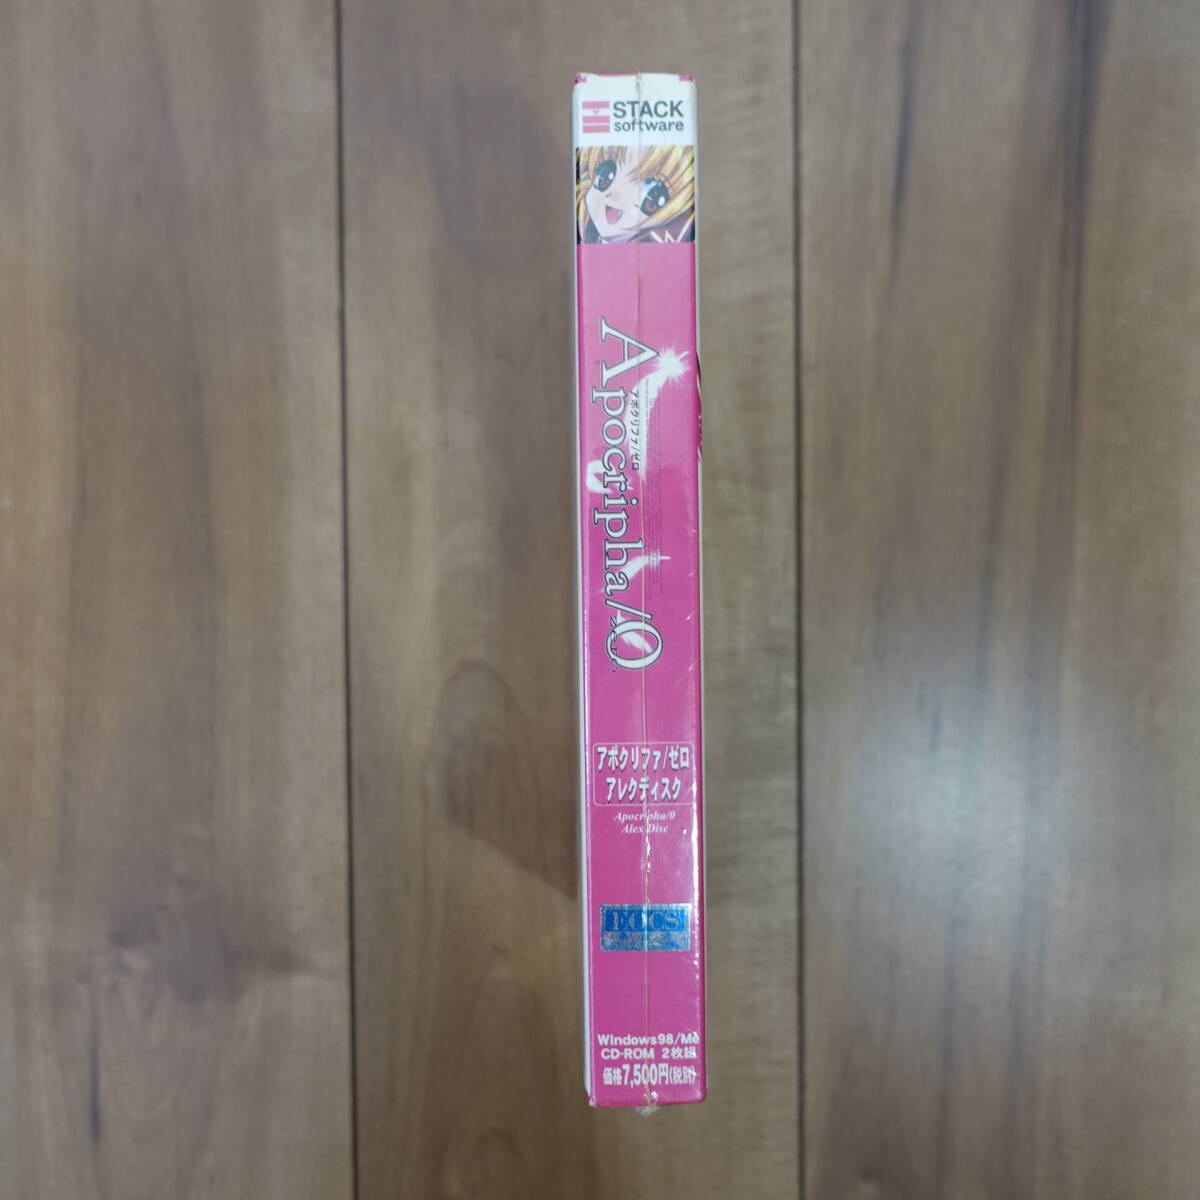 STACK
software
Apocripha/0
アポクリファ/ゼロ
アポクリファ/ゼロ
アレクディスク
Apocripha/0
Alex Disc
EOCS
Windows98/Me
CD-ROM 2枚組
価格7,500円(税別)